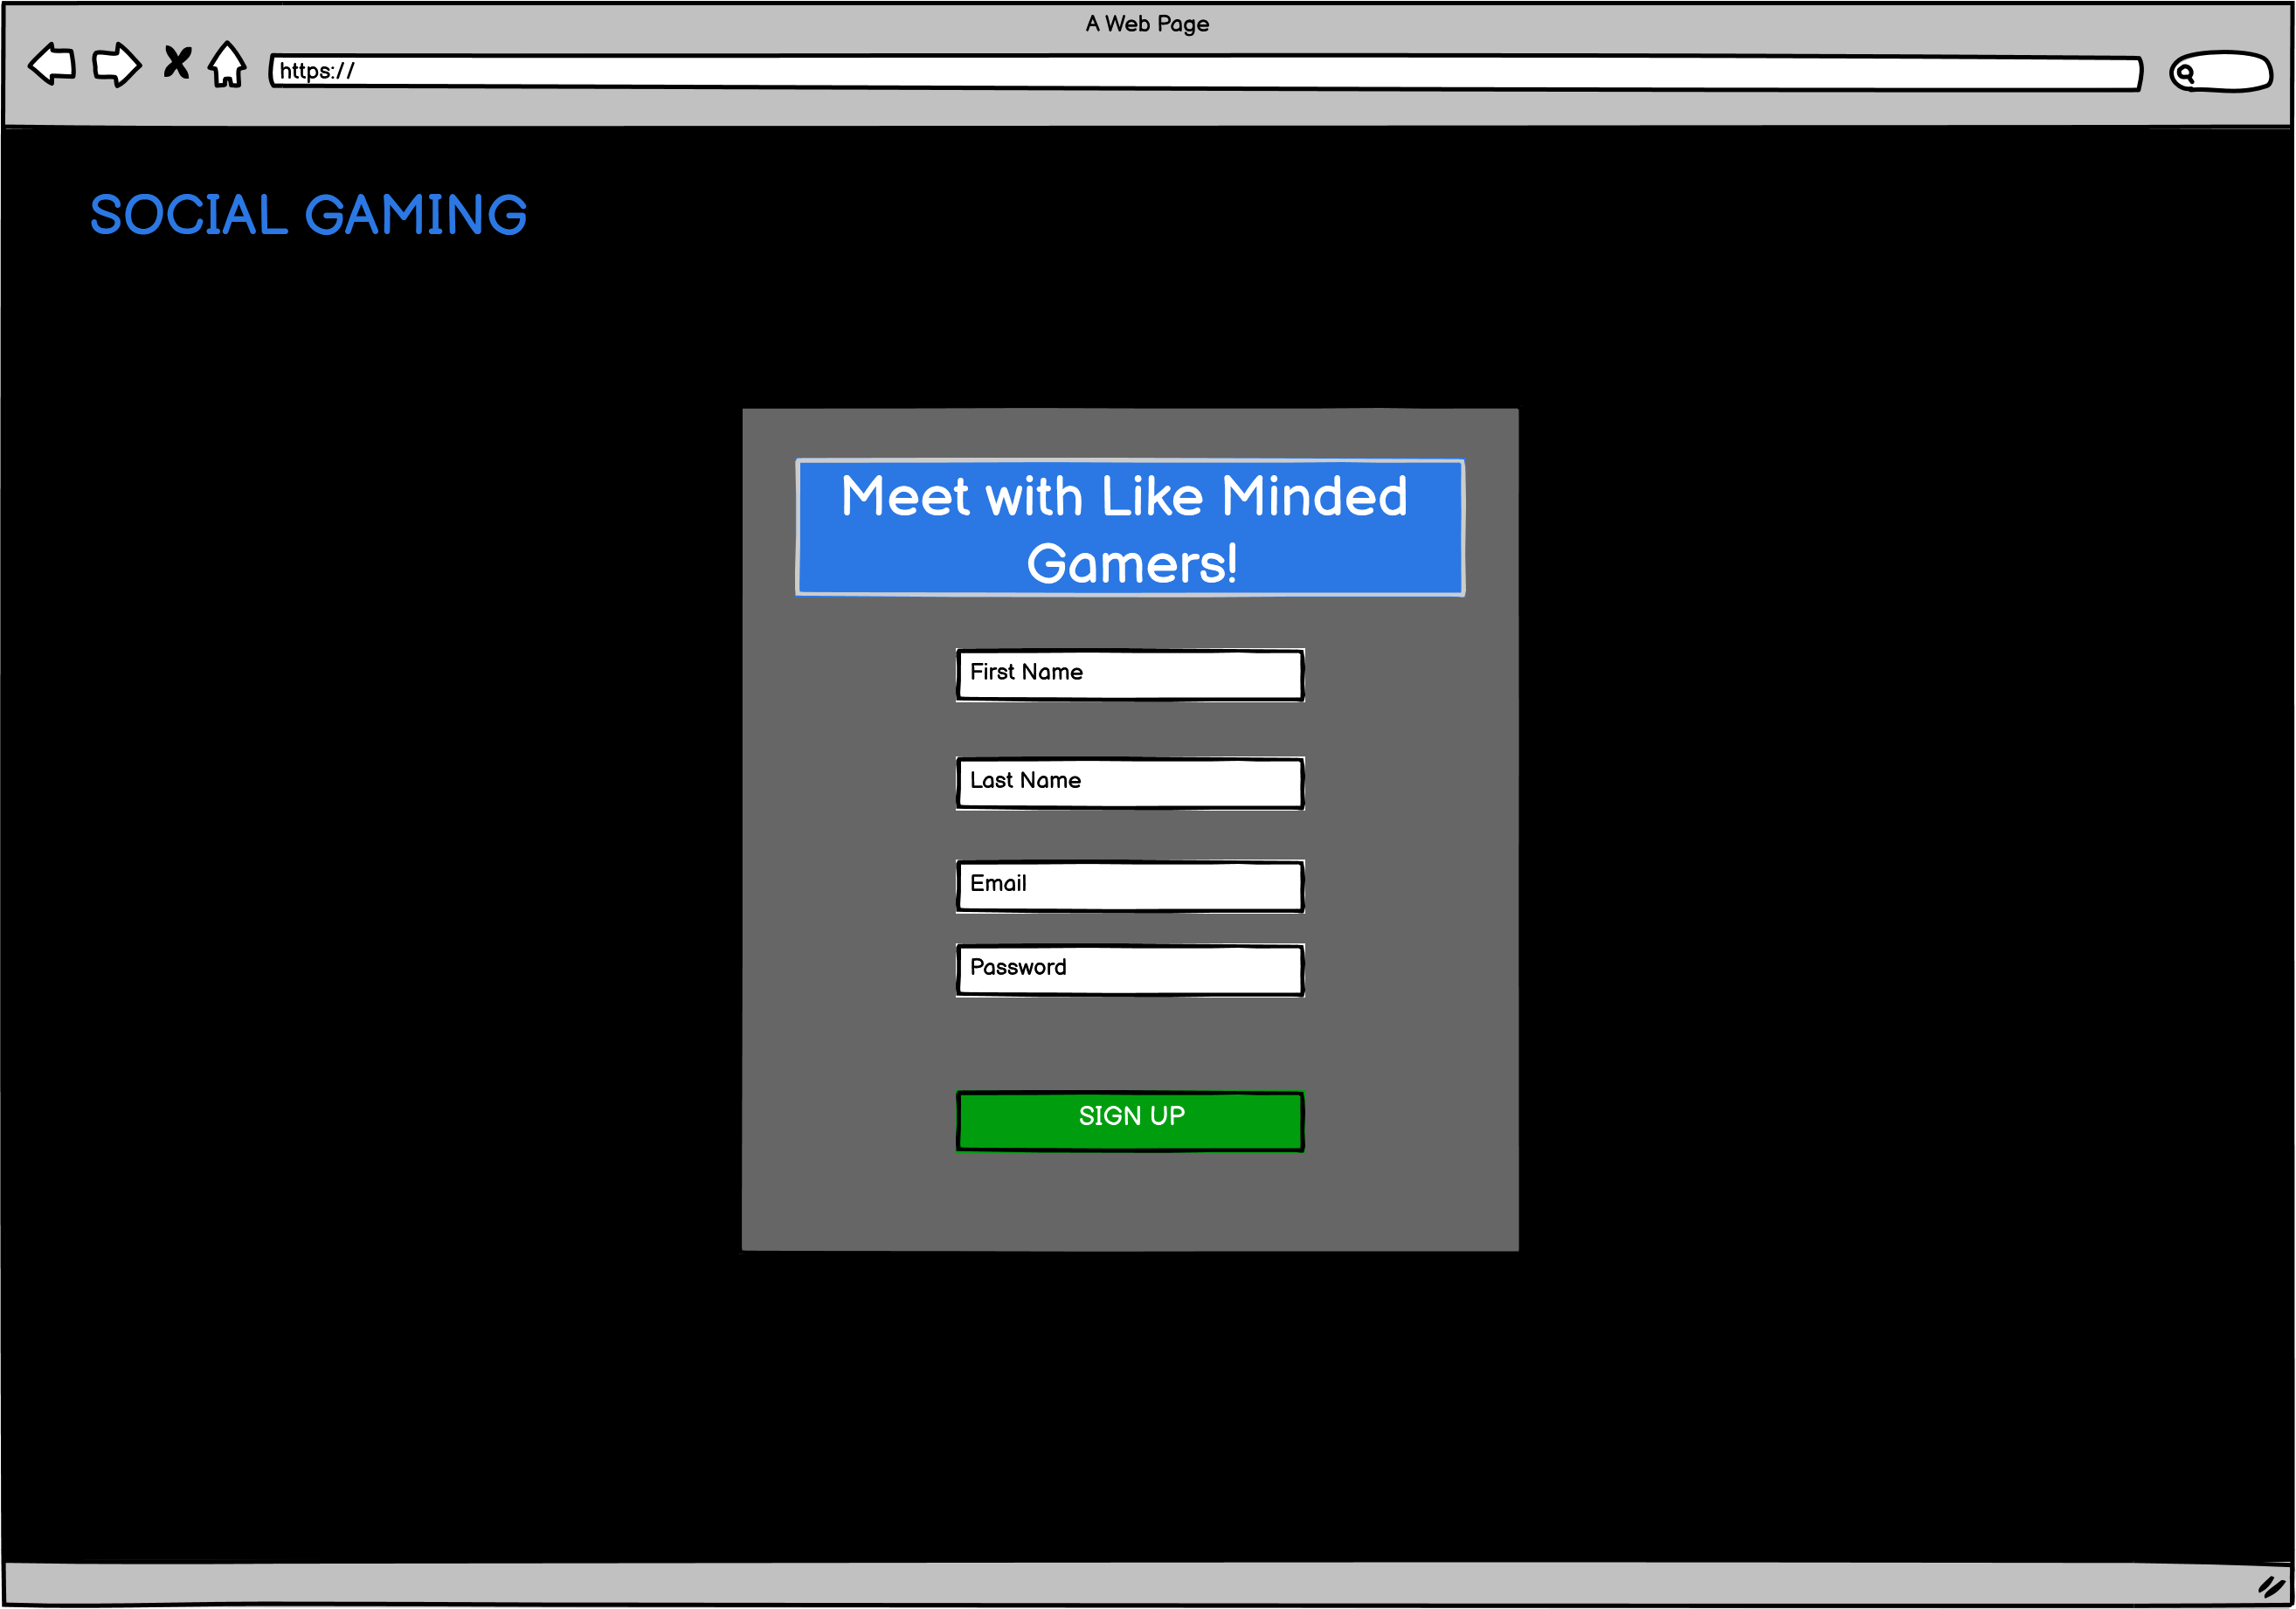 A Web Page
https://
SOCIAL GAMING
Meet with Like Minded
Gamers!
First Name
Last Name
Email
Password
SIGN UP